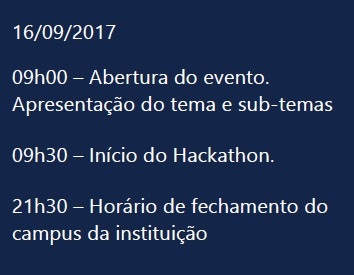 16/09/2017
09h00 – Abertura do evento.
Apresentação do tema e sub-temas
09h30 – Início do Hackathon.
21h30 – Horário de fechamento do
campus da instituição